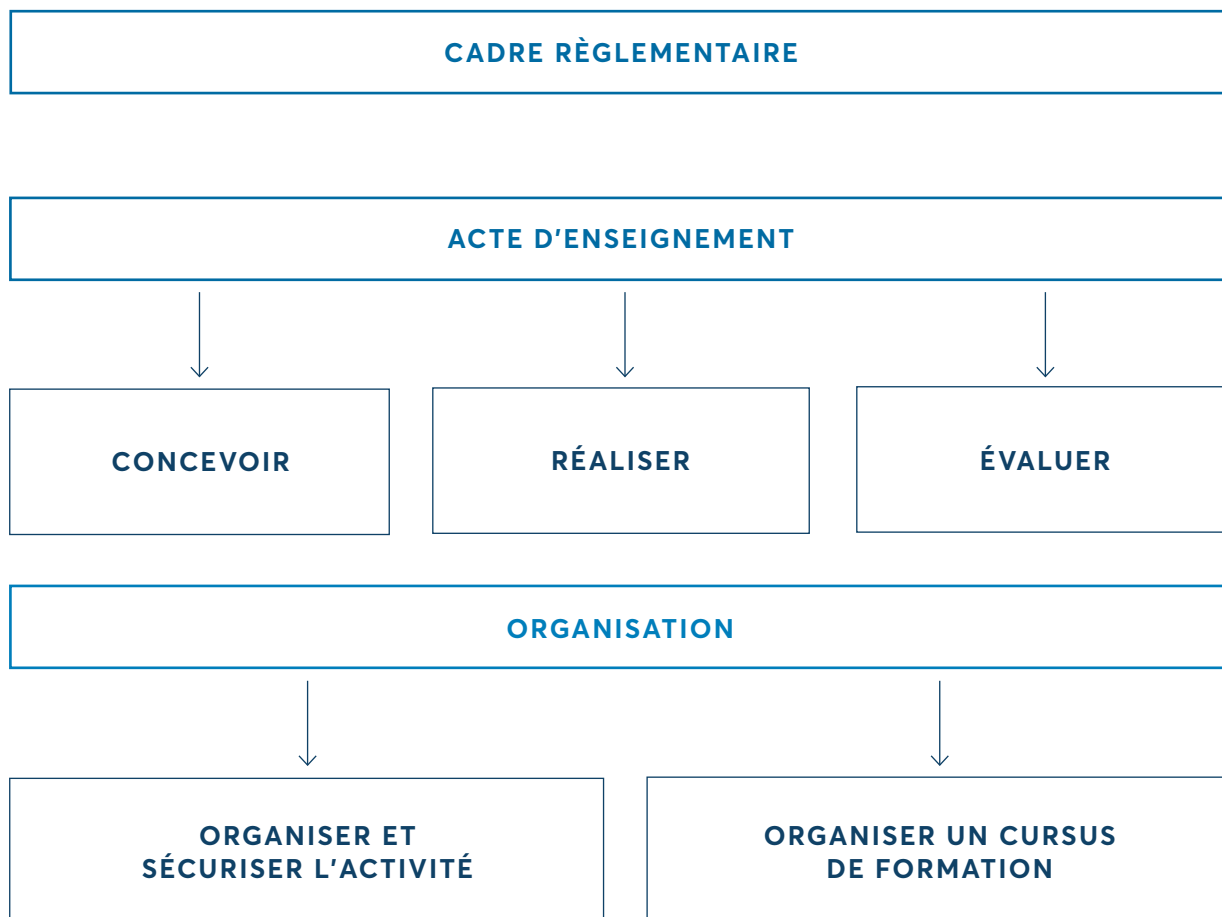 CADRE RÈGLEMENTAIRE
ACTE D'ENSEIGNEMENT
CONCEVOIR
RÉALISER
ÉVALUER
ORGANISATION
ORGANISER ET
SÉCURISER L'ACTIVITÉ
ORGANISER UN CURSUS
DE FORMATION